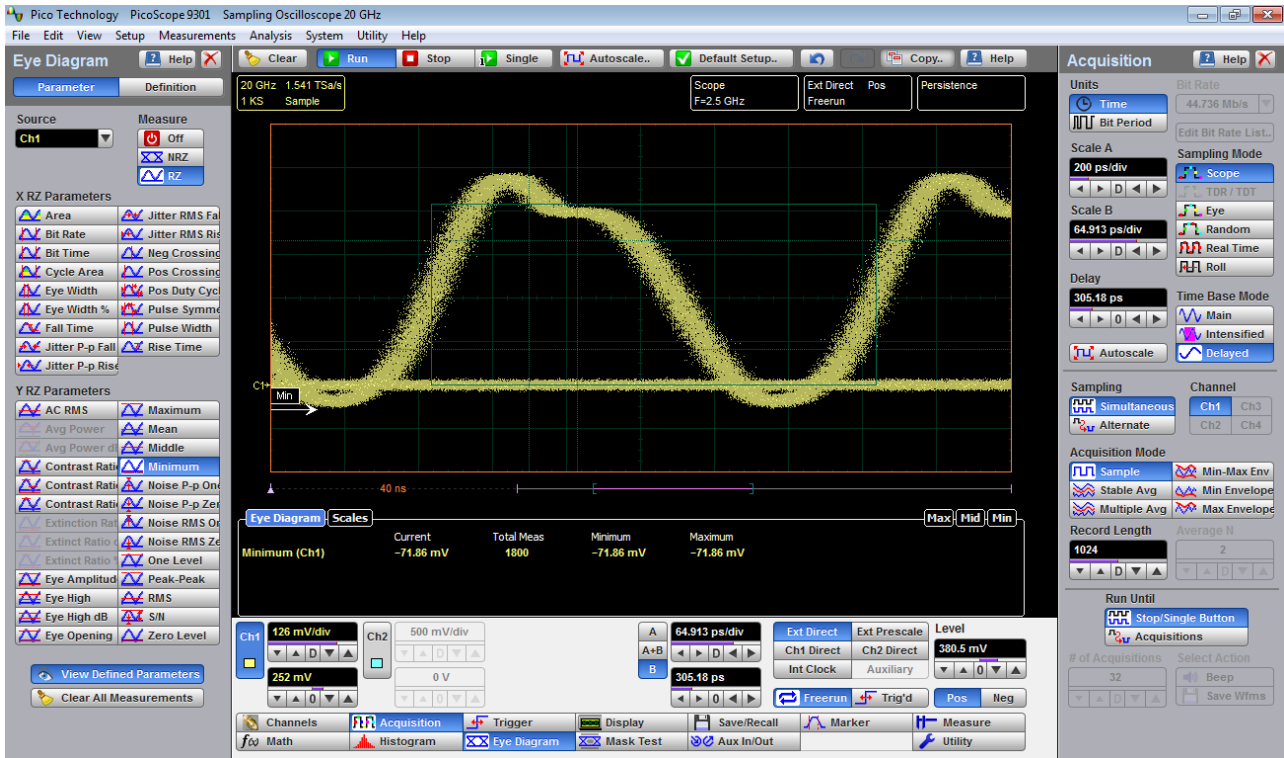 Pico Technology PicoScope 9301 Sampling Oscilloscope 20 GHz
File Edit View Setup Measurements Analysis System Utility Help
Eye Diagram Help
Parameter Definition
Source Measure
Ch1 Off
NRZ
RZ
X RZ Parameters
Area Jitter RMS Fal
Bit Rate Jitter RMS Ris
Bit Time Neg Crossing
Cycle Area Pos Crossing
Eye Width Pos Duty Cycl
Eye Width % Pulse Symme
Fall Time Pulse Width
Jitter P-p Fall Rise Time
Jitter P-p Rise
Y RZ Parameters
AC RMS Maximum
Avg Power Mean
Avg Power d Middle
Contrast Rati Minimum
Contrast Rati Noise P-p One
Contrast Rati Noise P-p Zer
Extinction Rat Noise RMS On
Extinct Ratio Noise RMS Ze
Extinct Ratio One Level
Eye Amplitud Peak-Peak
Eye High RMS
Eye High dB S/N
Eye Opening Zero Level
View Defined Parameters
Clear All Measurements
Clear Run Stop Single Autoscale.. Default Setup.. Copy.. Help
20 GHz 1.541 TSa/s
1 KS Sample
Scope
F=2.5 GHz
Ext Direct Pos
Freerun
Persistence
C1
Min
40 ns
Eye Diagram Scales Max Mid Min
Current Total Meas Minimum Maximum
Minimum (Ch1) −71.86 mV 1800 −71.86 mV −71.86 mV
Ch1 126 mV/div Ch2 500 mV/div
D D
252 mV 0 V
0 0
A 64.913 ps/div
A+B D
B 305.18 ps
0
Ext Direct Ext Prescale Level
Ch1 Direct Ch2 Direct 380.5 mV
Int Clock Auxiliary 0
Freerun Trig'd Pos Neg
Channels Acquisition Trigger Display Save/Recall Marker Measure
f(x) Math Histogram Eye Diagram Mask Test Aux In/Out Utility
Acquisition Help
Units Bit Rate
Time 44.736 Mb/s
Bit Period Edit Bit Rate List..
Scale A Sampling Mode
200 ps/div Scope
D TDR / TDT
Scale B Eye
64.913 ps/div Random
D Real Time
Roll
Delay
305.18 ps Time Base Mode
0 Main
Intensified
Autoscale Delayed
Sampling Channel
Simultaneous Ch1 Ch3
Alternate Ch2 Ch4
Acquisition Mode
Sample Min-Max Env
Stable Avg Min Envelope
Multiple Avg Max Envelope
Record Length Average N
1024 2
D D
Run Until
Stop/Single Button
Acquisitions
# of Acquisitions Select Action
32 Beep
D Save Wfms